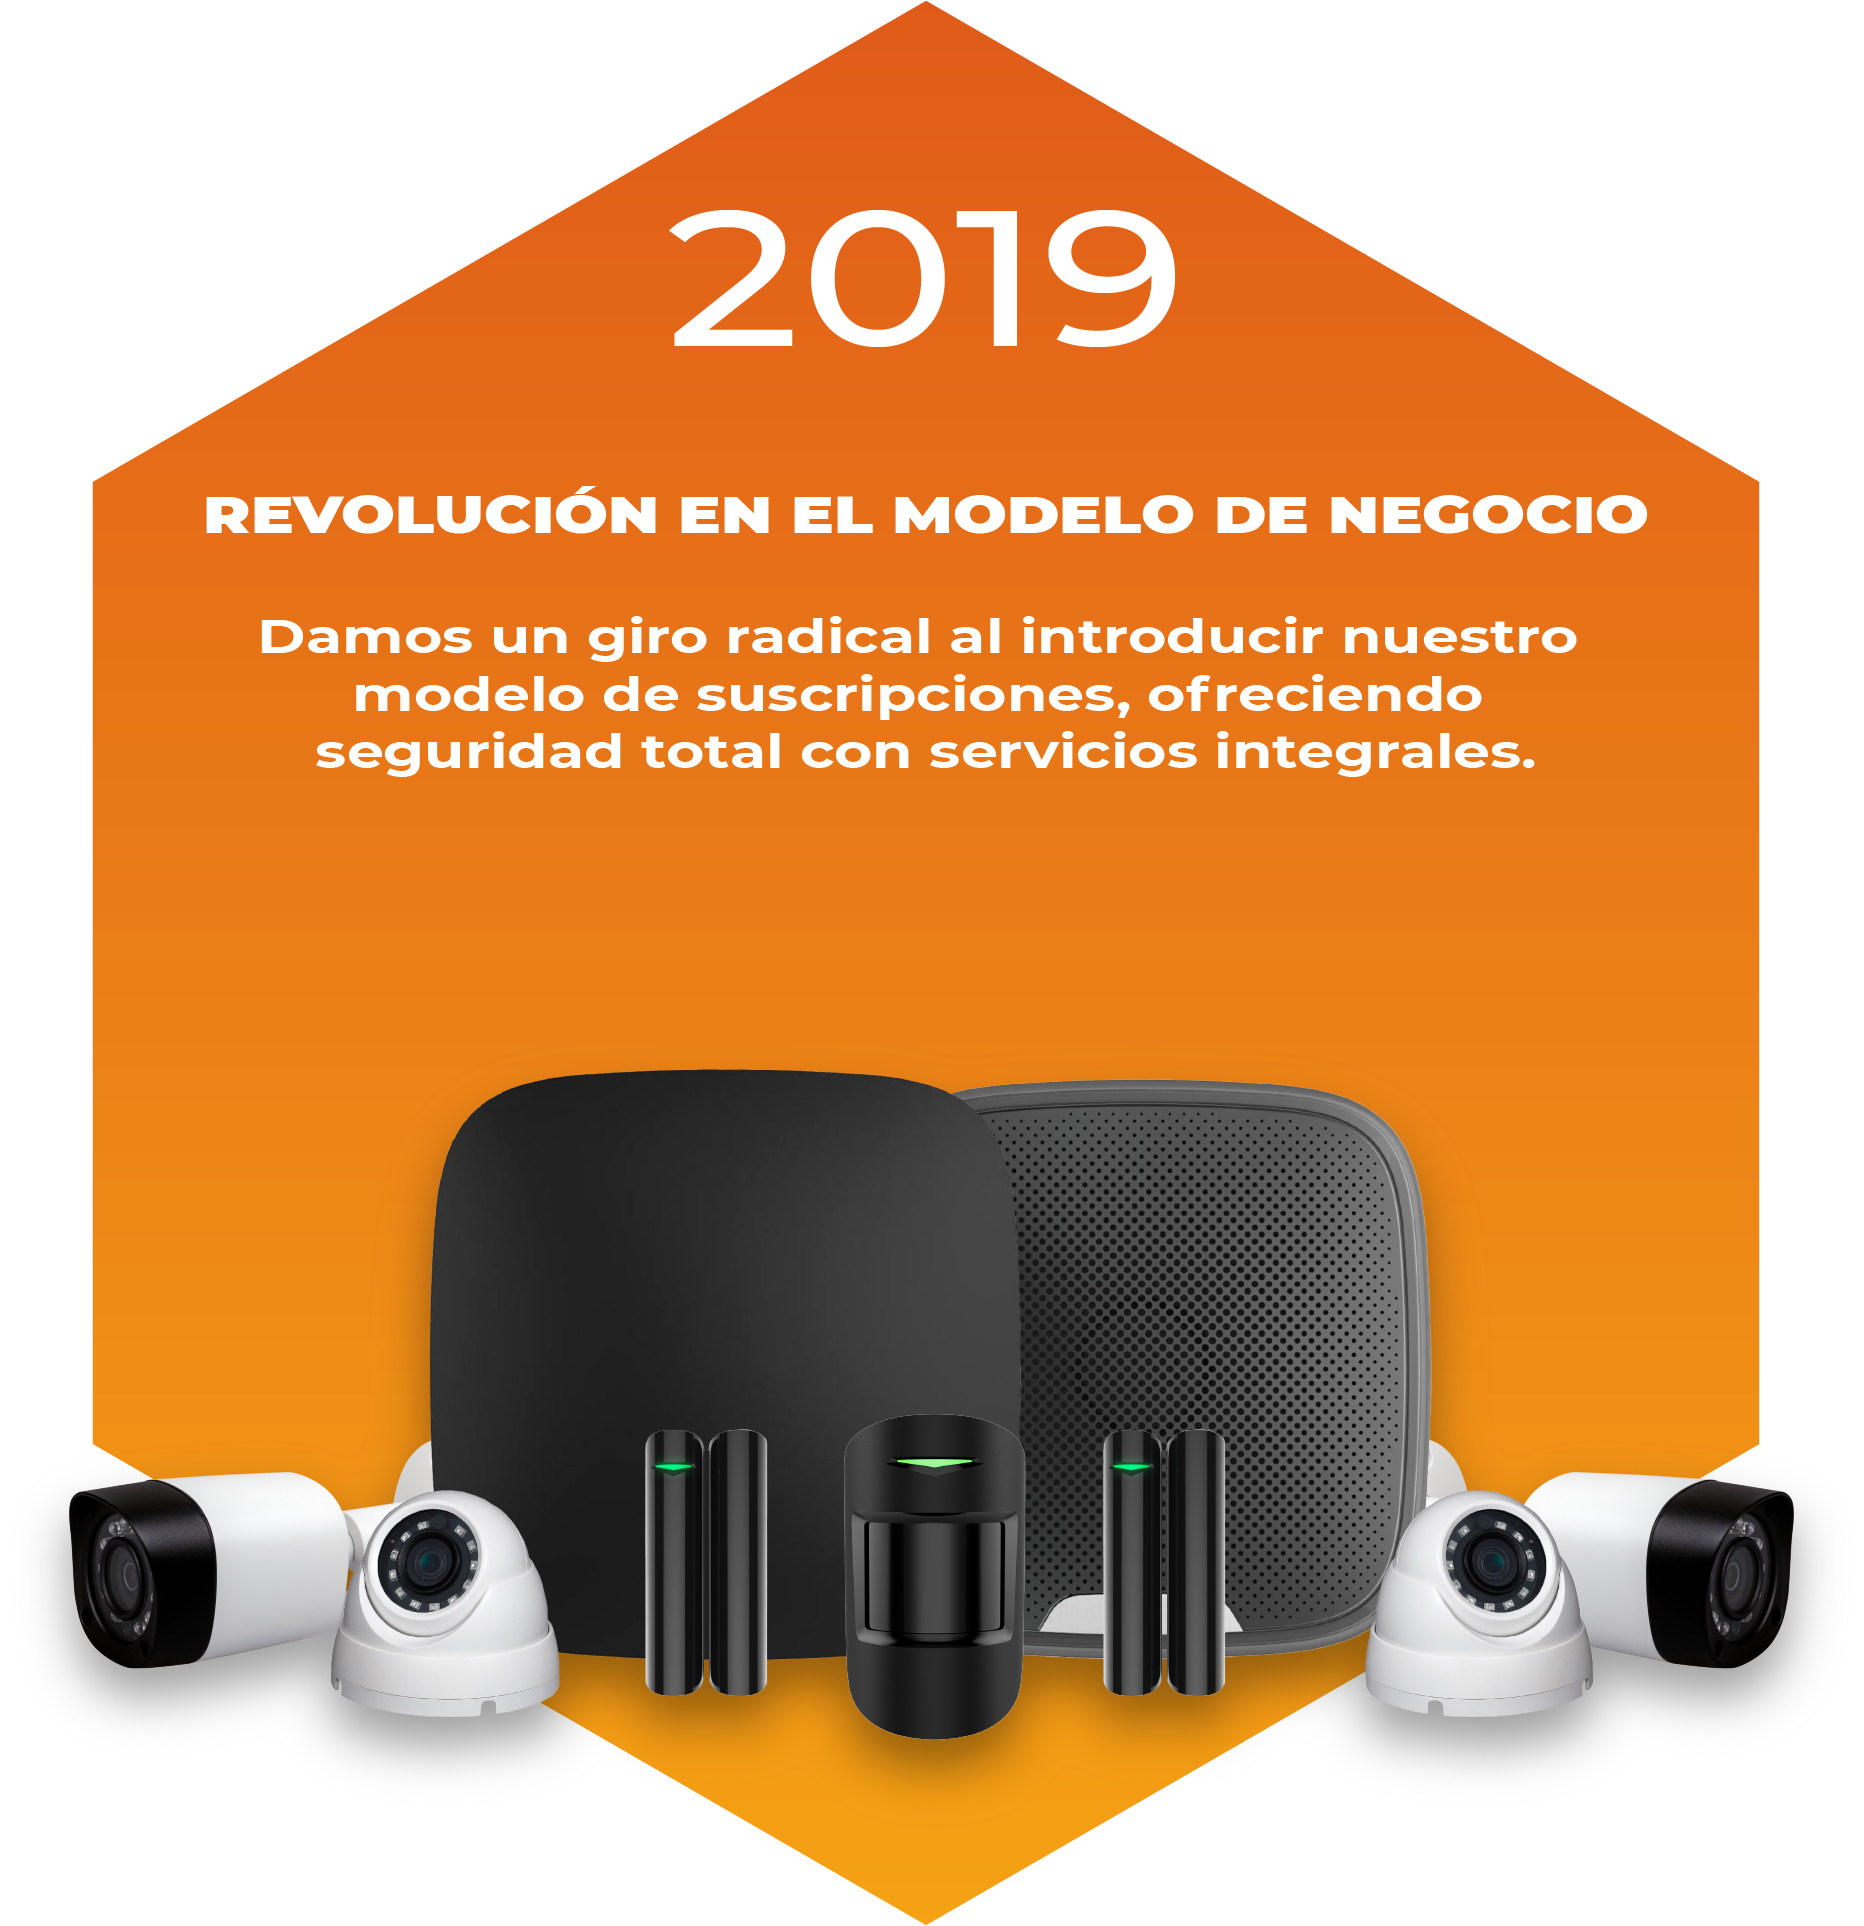 2019
REVOLUCIÓN EN EL MODELO DE NEGOCIO
Damos un giro radical al introducir nuestro
modelo de suscripciones, ofreciendo
seguridad total con servicios integrales.